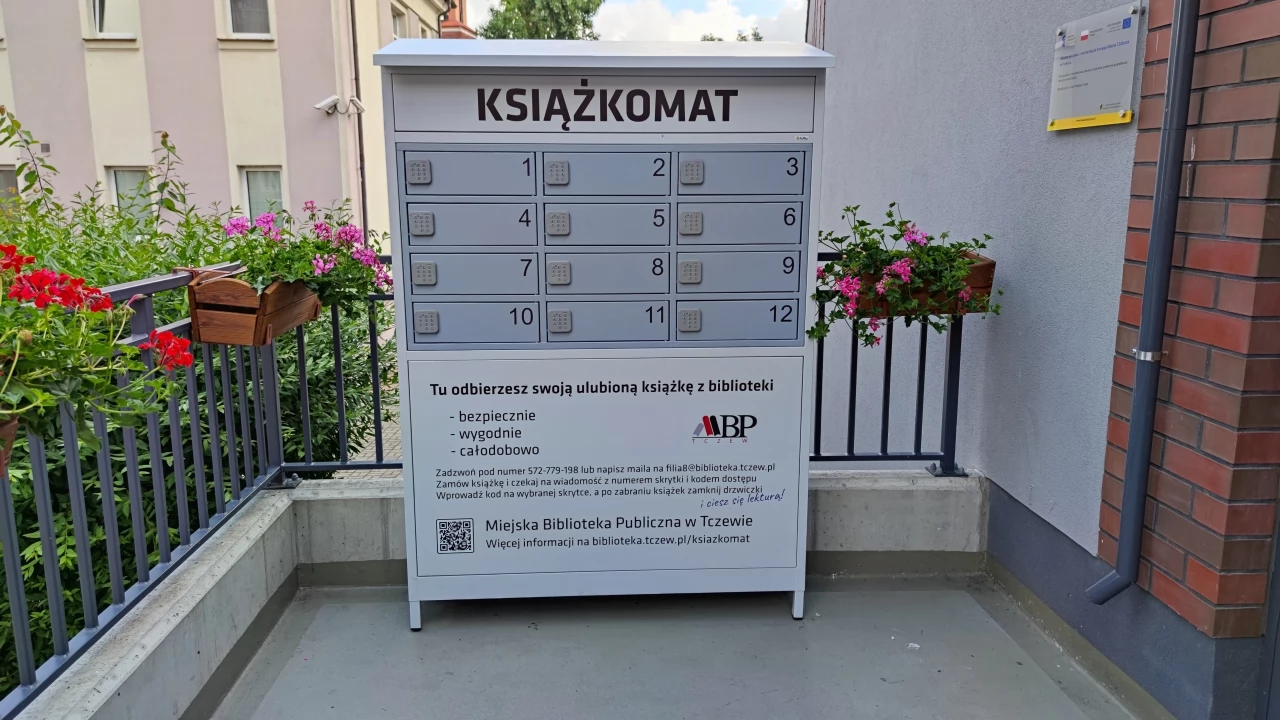 KSIĄŻKOMAT
1 2 3
4 5 6
7 8 9
10 11 12
Tu odbierzesz swoją ulubioną książkę z biblioteki
- bezpiecznie
- wygodnie
- całodobowo
MBP
TCZEW
Zadzwoń pod numer 572-779-198 lub napisz maila na filia8@biblioteka.tczew.pl
Zamów książkę i czekaj na wiadomość z numerem skrytki i kodem dostępu
Wprowadź kod na wybranej skrytce, a po zabraniu książek zamknij drzwiczki
i ciesz się lekturą!
Miejska Biblioteka Publiczna w Tczewie
Więcej informacji na biblioteka.tczew.pl/ksiazkomat